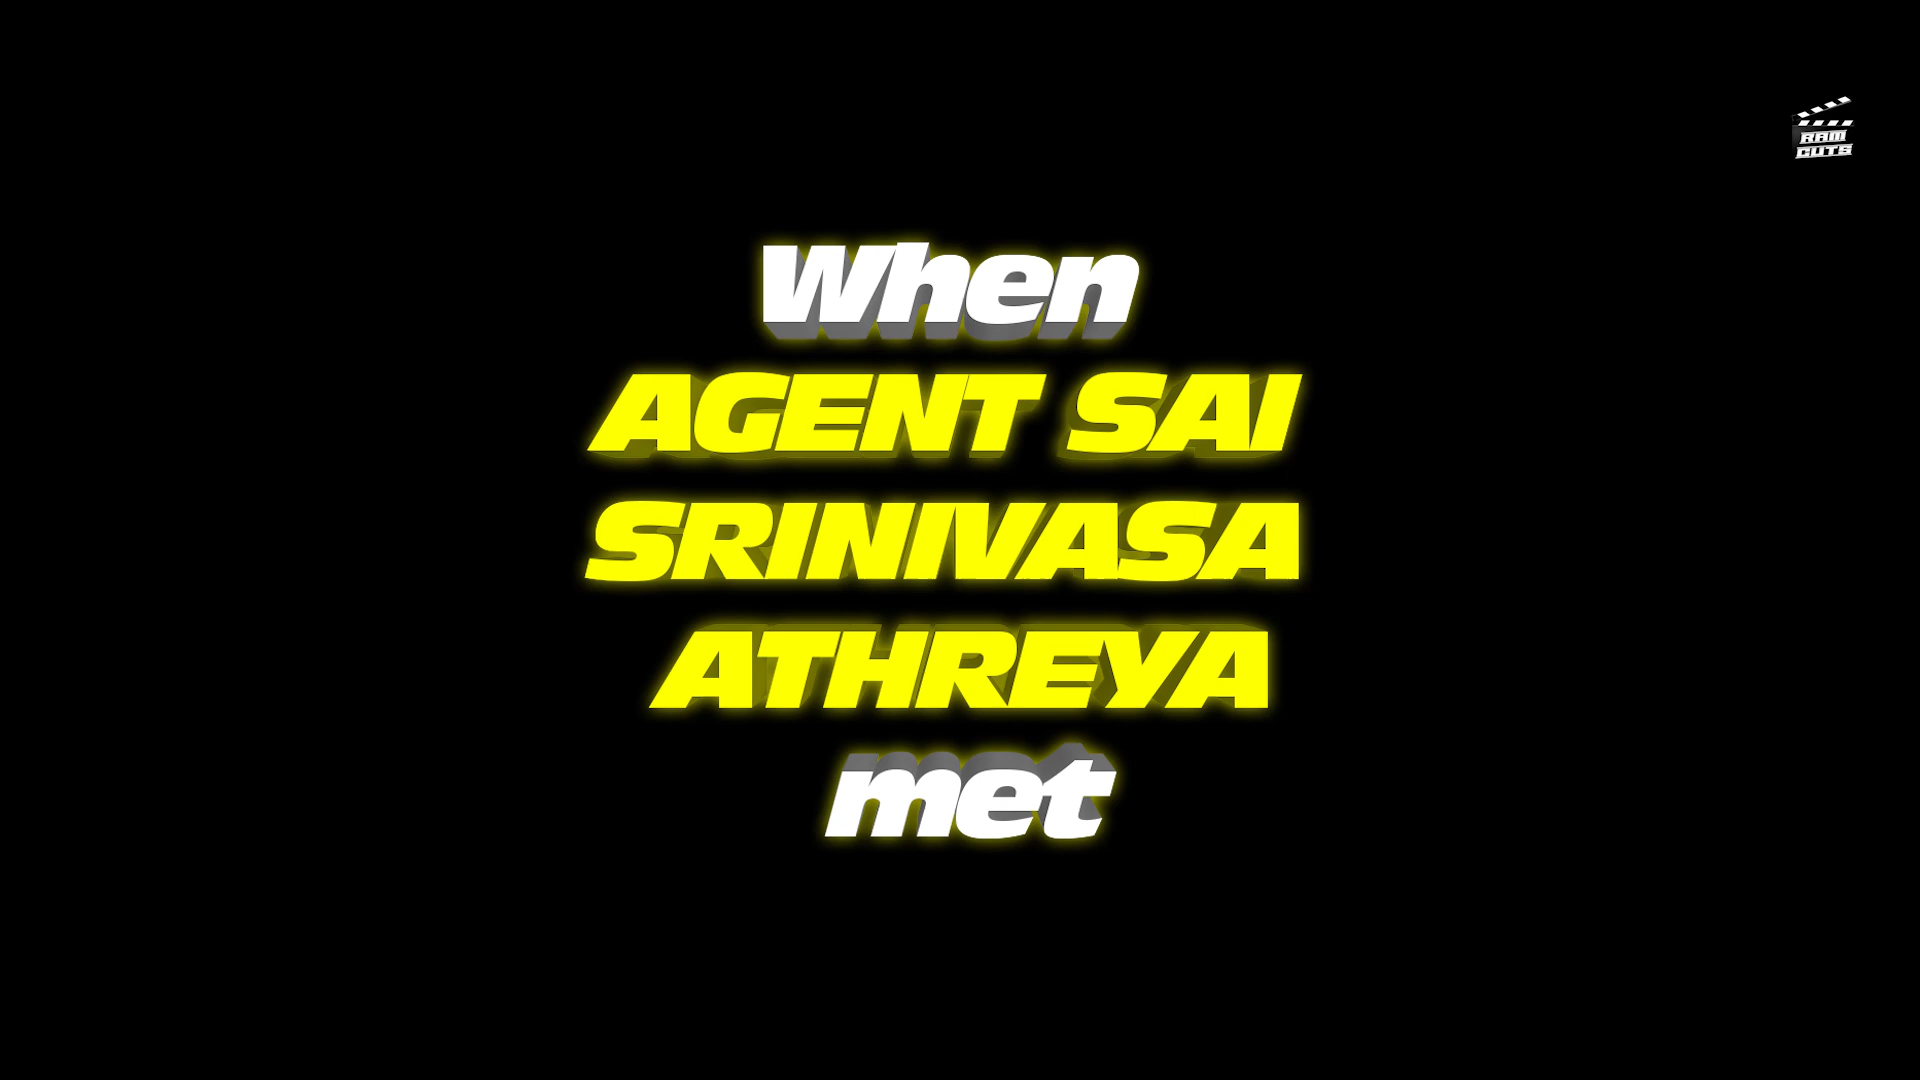 RAM
CUTS
When
AGENT SAI
SRINIVASA
ATHREYA
met